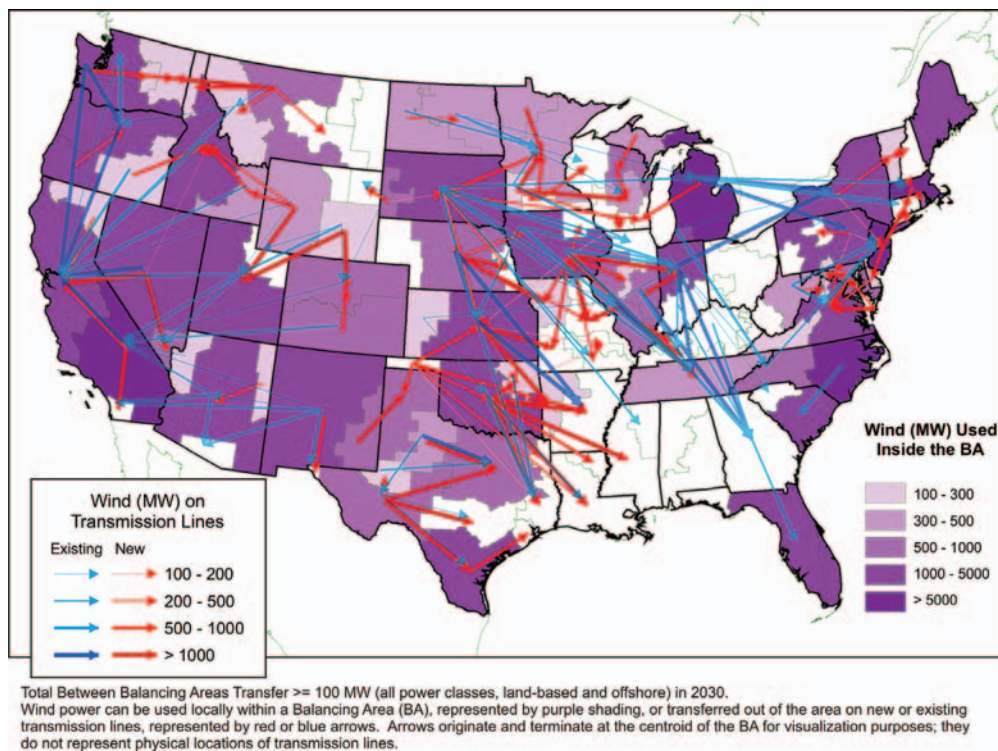 Wind (MW) Used
Inside the BA
100 - 300
300 - 500
500 - 1000
1000 - 5000
> 5000
Wind (MW) on
Transmission Lines
Existing New
100 - 200
200 - 500
500 - 1000
> 1000
Total Between Balancing Areas Transfer >= 100 MW (all power classes, land-based and offshore) in 2030.
Wind power can be used locally within a Balancing Area (BA), represented by purple shading, or transferred out of the area on new or existing
transmission lines, represented by red or blue arrows. Arrows originate and terminate at the centroid of the BA for visualization purposes; they
do not represent physical locations of transmission lines.